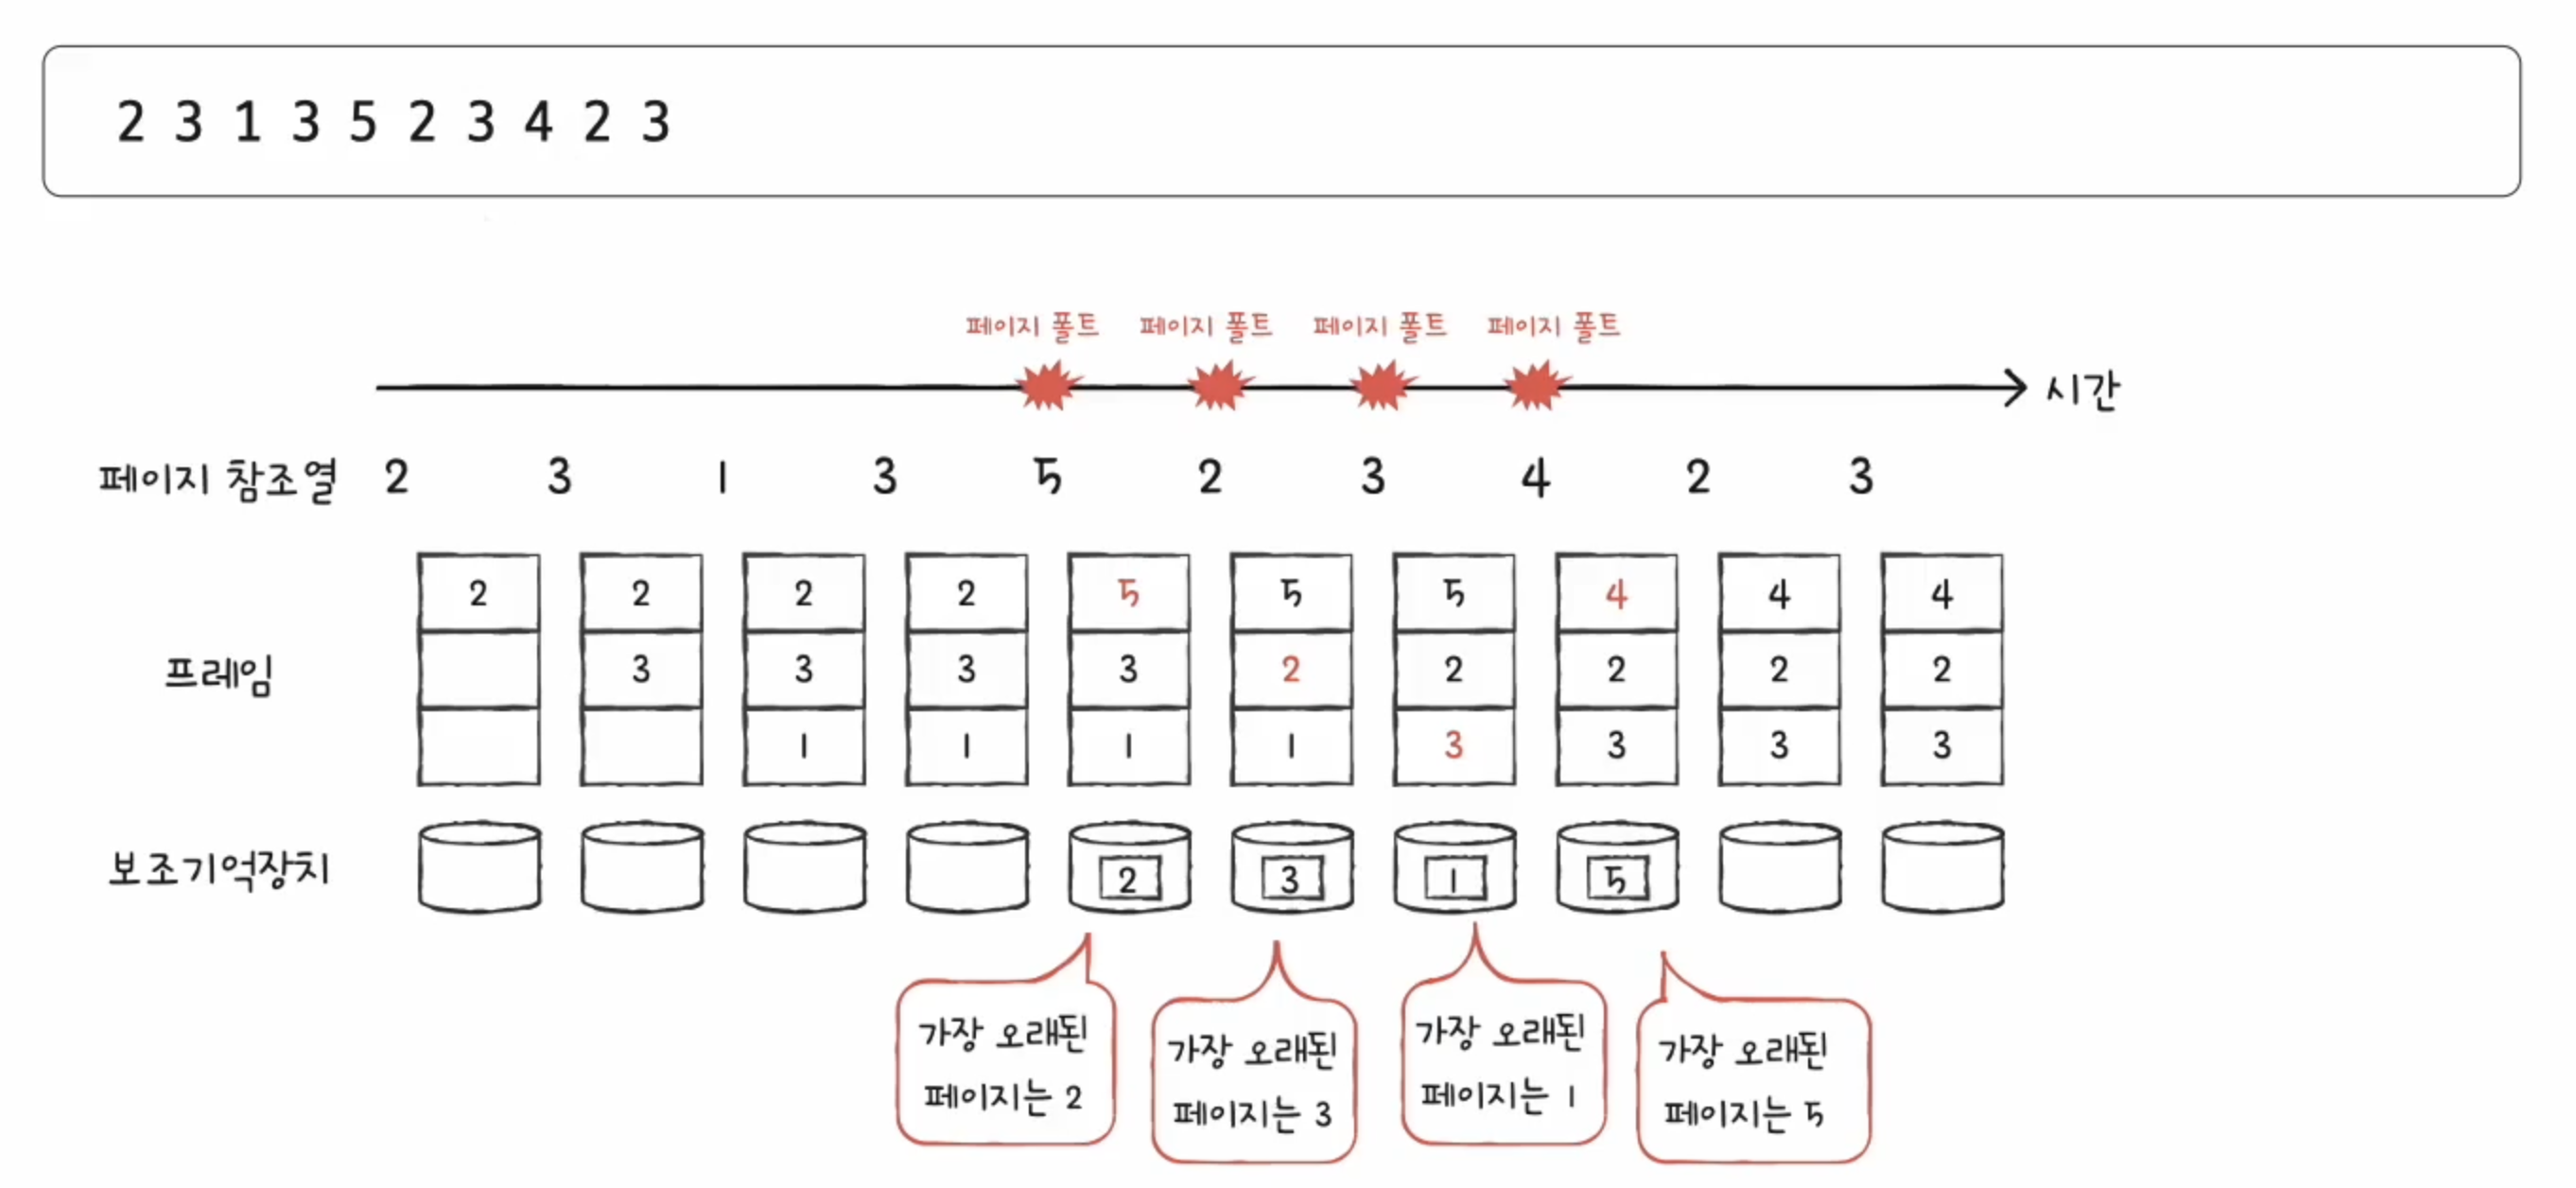 2 3 1 3 5 2 3 4 2 3
페이지 폴트 페이지 폴트 페이지 폴트 페이지 폴트
시간
페이지 참조열 2 3 1 3 5 2 3 4 2 3
2 2 2 2 5 5 5 4 4 4
프레임 3 3 3 3 2 2 2 2 2
1 1 1 1 3 3 3 3
보조기억장치 2 3 1 5
가장 오래된
페이지는 2
가장 오래된
페이지는 3
가장 오래된
페이지는 1
가장 오래된
페이지는 5